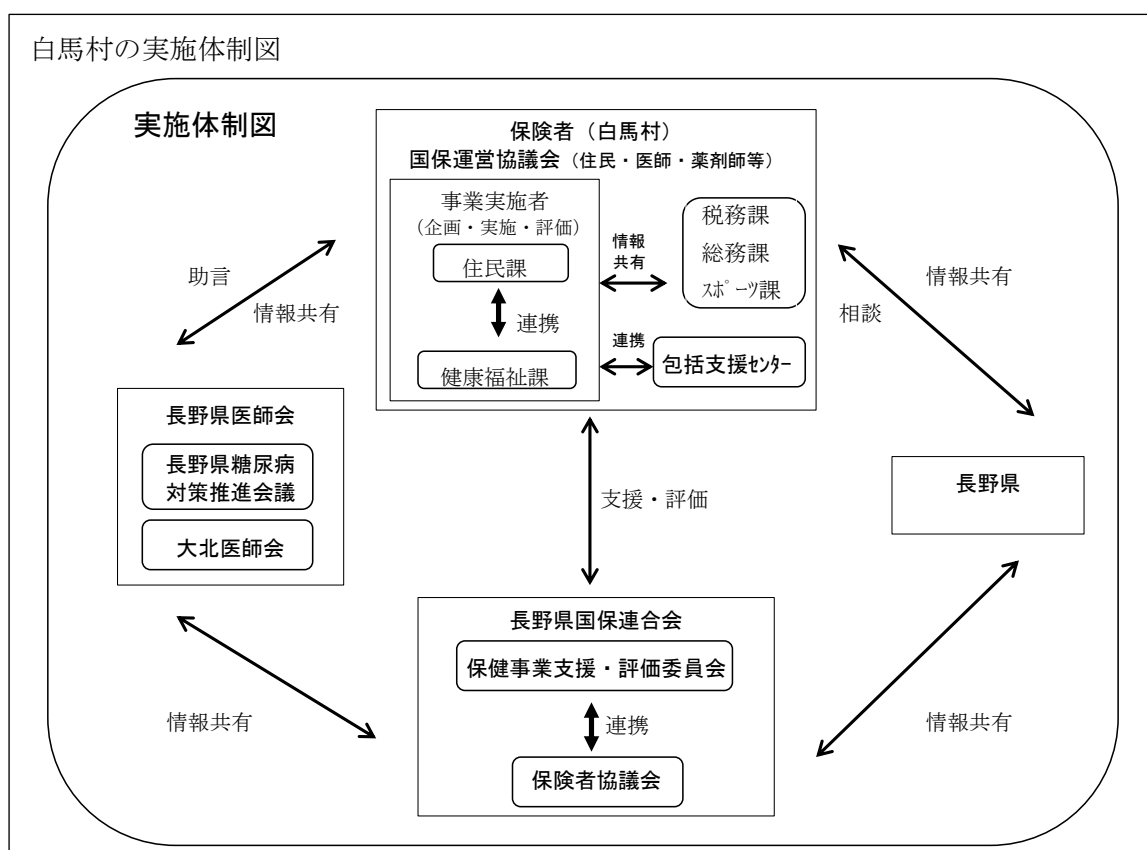 白馬村の実施体制図
実施体制図
保険者（白馬村）
国保運営協議会（住民・医師・薬剤師等）
事業実施者
（企画・実施・評価）
住民課
連携
健康福祉課
情報
共有
税務課
総務課
ｽﾎﾟｰﾂ課
連携
包括支援ｾﾝﾀｰ
助言
情報共有
情報共有
相談
長野県医師会
長野県糖尿病
対策推進会議
大北医師会
支援・評価
長野県
長野県国保連合会
保健事業支援・評価委員会
連携
保険者協議会
情報共有
情報共有